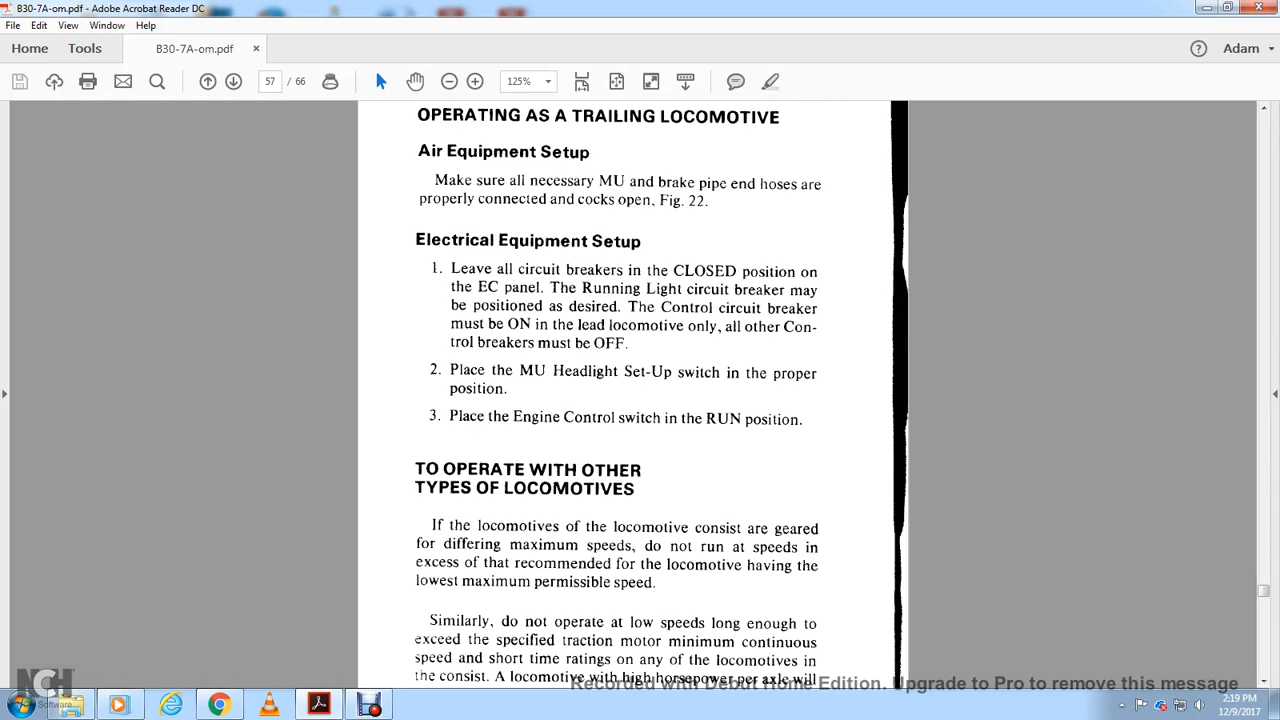 B30-7A-om.pdf - Adobe Acrobat Reader DC
File Edit View Window Help
Home Tools B30-7A-om.pdf × Adam
57 / 66 125%
OPERATING AS A TRAILING LOCOMOTIVE
Air Equipment Setup
Make sure all necessary MU and brake pipe end hoses are
properly connected and cocks open, Fig. 22.
Electrical Equipment Setup
1. Leave all circuit breakers in the CLOSED position on
the EC panel. The Running Light circuit breaker may
be positioned as desired. The Control circuit breaker
must be ON in the lead locomotive only, all other Con-
trol breakers must be OFF.
2. Place the MU Headlight Set-Up switch in the proper
position.
3. Place the Engine Control switch in the RUN position.
TO OPERATE WITH OTHER
TYPES OF LOCOMOTIVES
If the locomotives of the locomotive consist are geared
for differing maximum speeds, do not run at speeds in
excess of that recommended for the locomotive having the
lowest maximum permissible speed.
Similarly, do not operate at low speeds long enough to
exceed the specified traction motor minimum continuous
speed and short time ratings on any of the locomotives in
the consist. A locomotive with high horsepower per axle will
NCH Software
Recorded with Debut Home Edition. Upgrade to Pro to remove this message
2:19 PM
12/9/2017